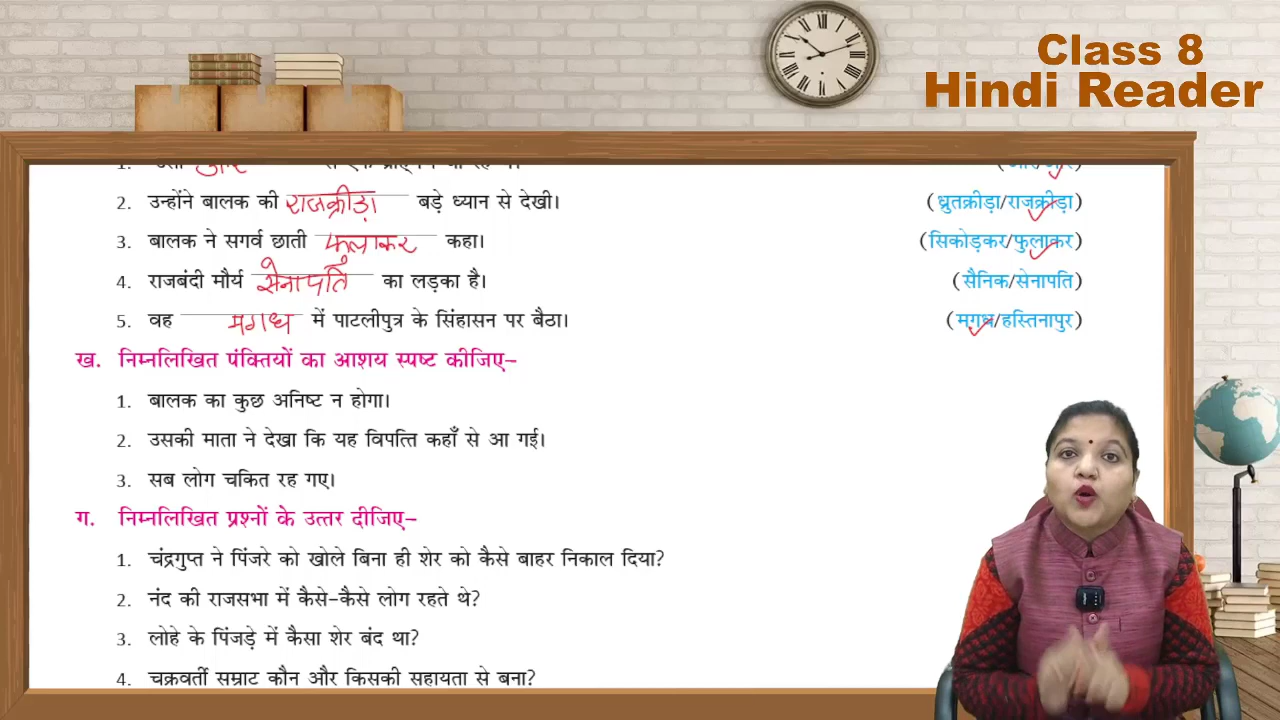 Class 8
Hindi Reader
2. उन्होंने बालक की राजक्रीड़ा बड़े ध्यान से देखी। (ध्रुतक्रीड़ा/राजक्रीड़ा)
3. बालक ने सगर्व छाती फुलाकर कहा। (सिकोड़कर/फुलाकर)
4. राजबंदी मौर्य सेनापति का लड़का है। (सैनिक/सेनापति)
5. वह मगध में पाटलीपुत्र के सिंहासन पर बैठा। (मगध/हस्तिनापुर)
ख. निम्नलिखित पंक्तियों का आशय स्पष्ट कीजिए–
1. बालक का कुछ अनिष्ट न होगा।
2. उसकी माता ने देखा कि यह विपत्ति कहाँ से आ गई।
3. सब लोग चकित रह गए।
ग. निम्नलिखित प्रश्नों के उत्तर दीजिए–
1. चंद्रगुप्त ने पिंजरे को खोले बिना ही शेर को कैसे बाहर निकाल दिया?
2. नंद की राजसभा में कैसे-कैसे लोग रहते थे?
3. लोहे के पिंजड़े में कैसा शेर बंद था?
4. चक्रवर्ती सम्राट कौन और किसकी सहायता से बना?